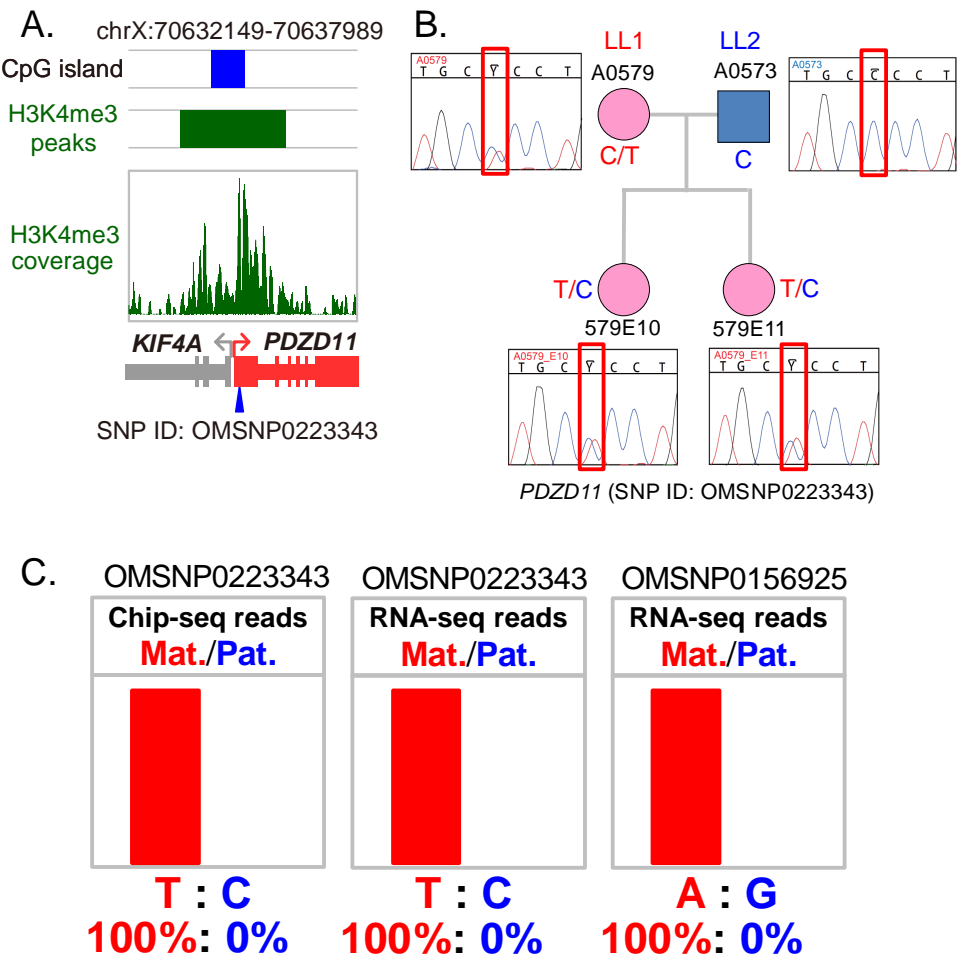 A.
chrX:70632149-70637989
CpG island
H3K4me3
peaks
H3K4me3
coverage
KIF4A
PDZD11
SNP ID: OMSNP0223343
B.
LL1
LL2
A0579
A0573
A0579
T G C Y C C T
A0573
T G C C C C T
C/T
C
T/C
T/C
579E10
579E11
A0579_E10
T G C Y C C T
A0579_E11
T G C Y C C T
PDZD11 (SNP ID: OMSNP0223343)
C.
OMSNP0223343
Chip-seq reads
Mat./Pat.
T : C
100%: 0%
OMSNP0223343
RNA-seq reads
Mat./Pat.
T : C
100%: 0%
OMSNP0156925
RNA-seq reads
Mat./Pat.
A : G
100%: 0%